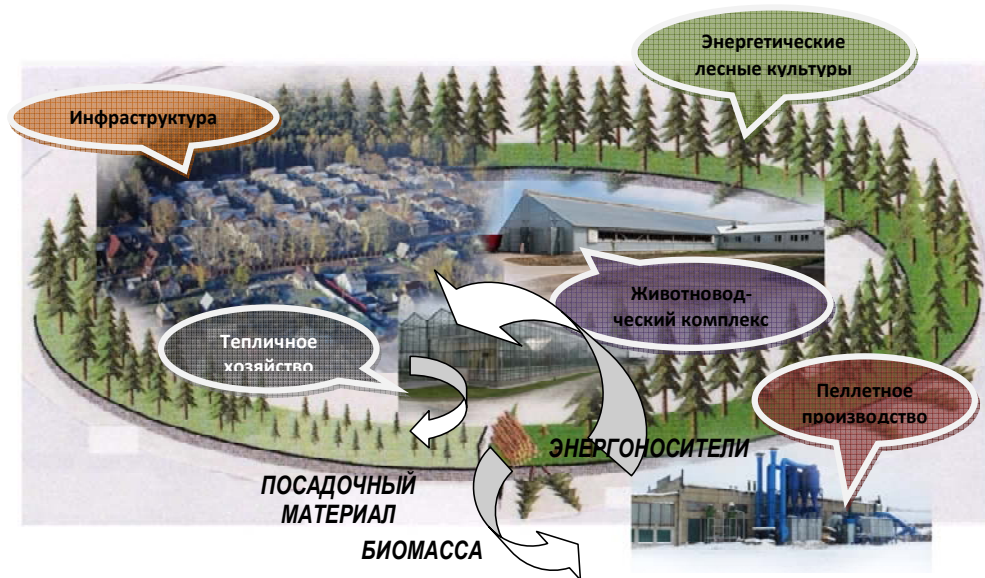 Энергетические
лесные культуры
Инфраструктура
Животновод-
ческий комплекс
Тепличное
хозяйство
Пеллетное
производство
ЭНЕРГОНОСИТЕЛИ
ПОСАДОЧНЫЙ
МАТЕРИАЛ
БИОМАССА